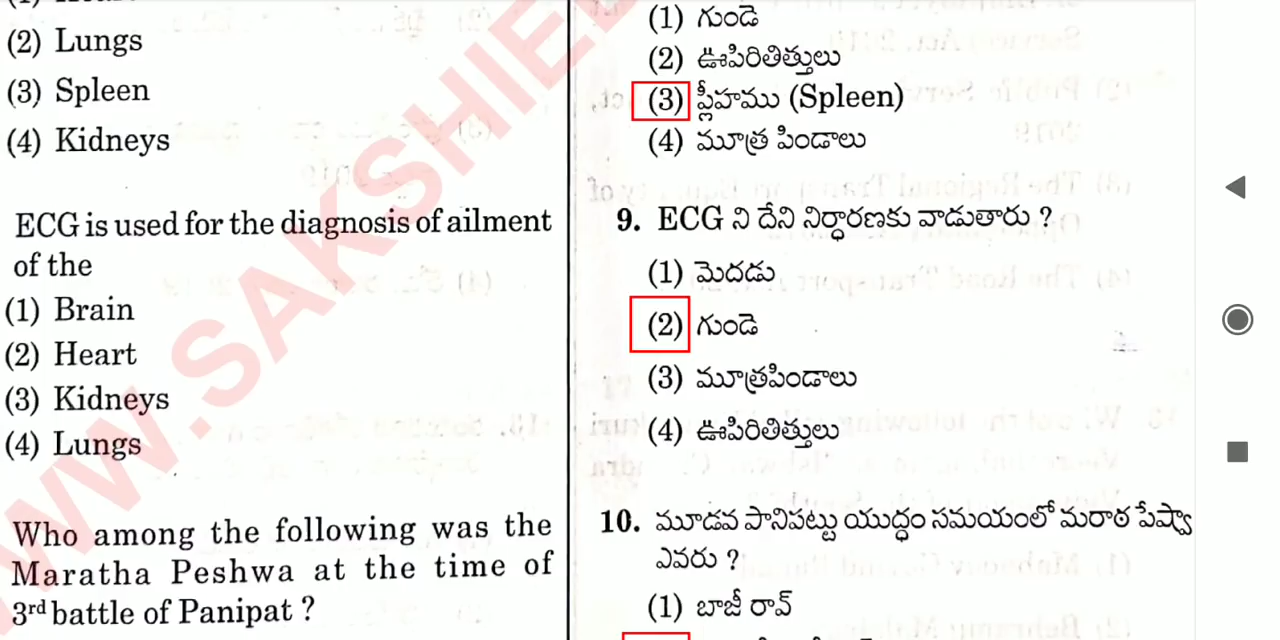 (2) Lungs
(3) Spleen
(4) Kidneys
ECG is used for the diagnosis of ailment
of the
(1) Brain
(2) Heart
(3) Kidneys
(4) Lungs
Who among the following was the
Maratha Peshwa at the time of
3rd battle of Panipat ?
(1) గుండె
(2) ఊపిరితిత్తులు
(3) ప్లీహము (Spleen)
(4) మూత్ర పిండాలు
9. ECG ని దేని నిర్ధారణకు వాడుతారు ?
(1) మెదడు
(2) గుండె
(3) మూత్రపిండాలు
(4) ఊపిరితిత్తులు
10. మూడవ పానిపట్టు యుద్ధం సమయంలో మరాఠ పేష్వా
ఎవరు ?
(1) బాజీ రావ్
WWW.SAKSHIE